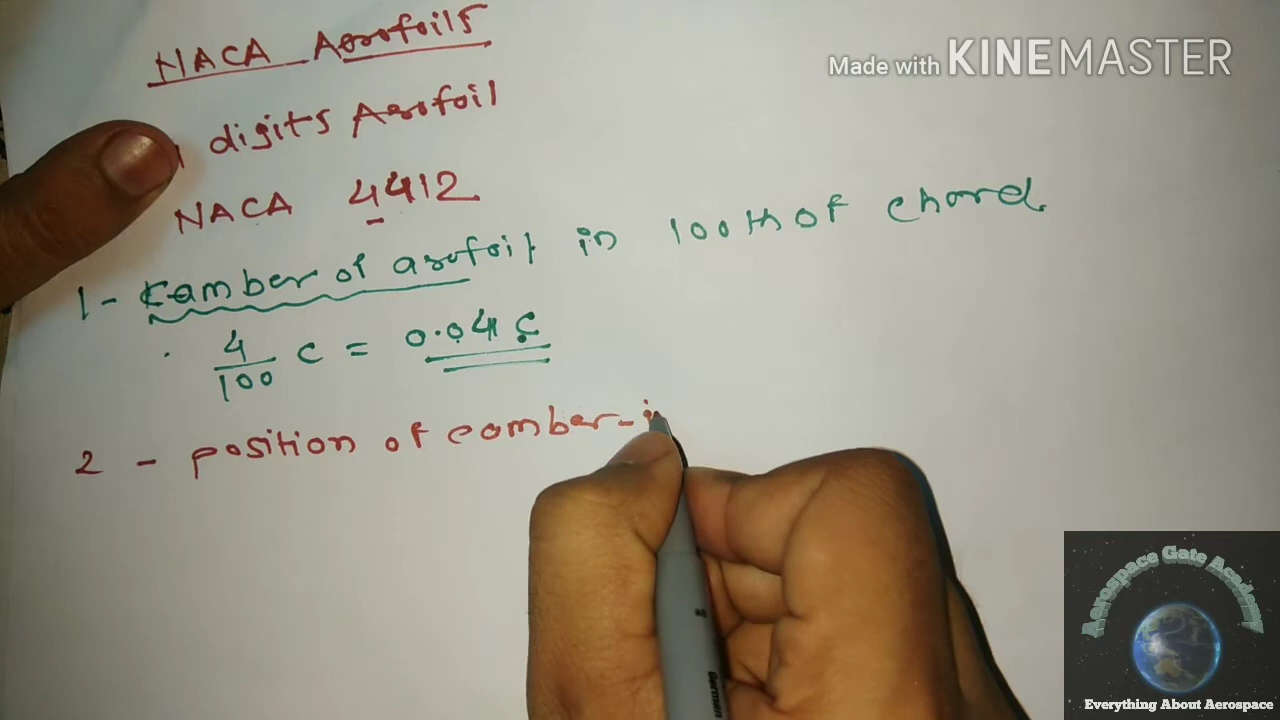 NACA Aerofoils
digits Aerofoil
NACA 4412
1- Camber of aerofoil in 100th of chord
4/100 c = 0.04 c
2 - position of camber-
Made with KINEMASTER
Aerospace Gate Academy
Everything About Aerospace